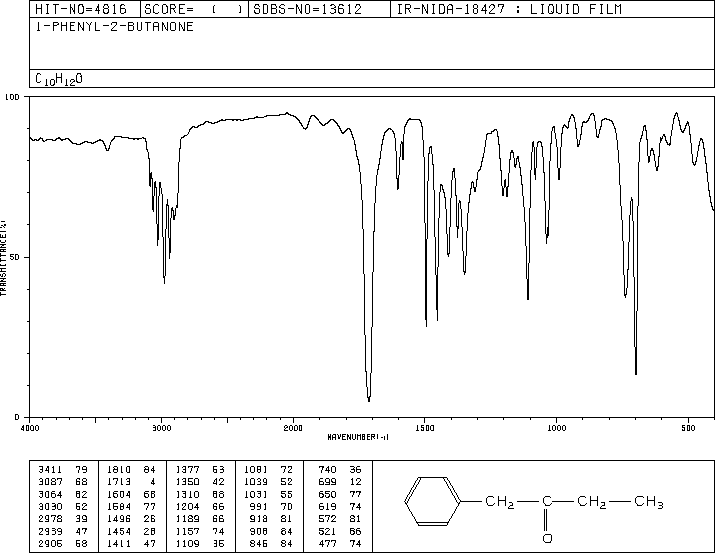 HIT-NO=4816 SCORE= ( ) SDBS-NO=13612 IR-NIDA-18427 : LIQUID FILM
1-PHENYL-2-BUTANONE
C10H12O
100
50
0
TRANSMITTANCE(%)
4000 3000 2000 1500 1000 500
WAVENUMBER(-1)
3411 79 1810 84 1377 53 1081 72 740 36
3087 68 1713 4 1350 42 1039 52 699 12
3064 62 1604 68 1310 68 1031 55 650 77
3030 52 1584 77 1204 66 991 70 619 74
2978 39 1496 26 1189 66 918 81 572 81
2939 47 1454 28 1157 74 908 84 521 86
2905 58 1411 47 1109 35 846 84 477 74
CH2 C CH2 CH3
O